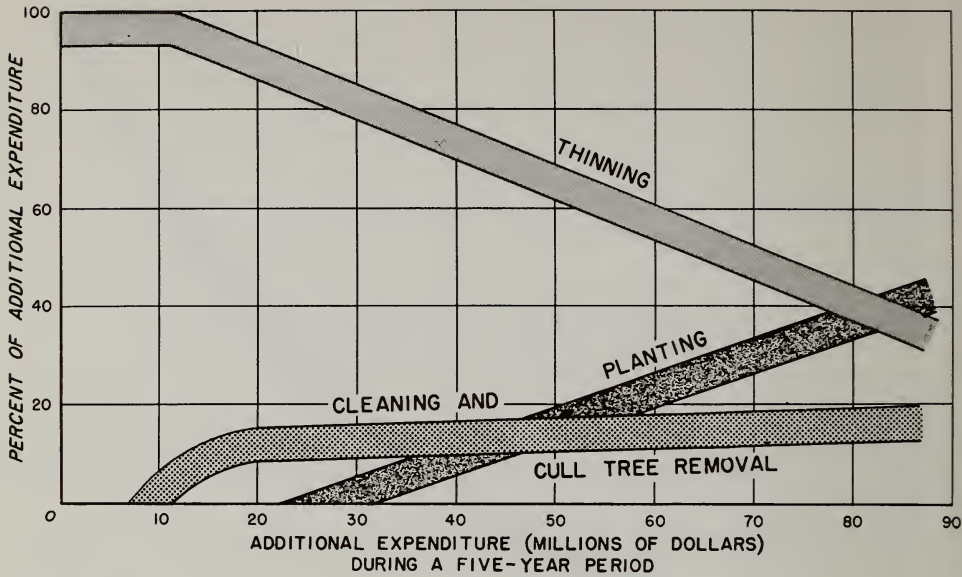 100
80
60
40
20
0
PERCENT OF ADDITIONAL EXPENDITURE
THINNING
PLANTING
CLEANING AND
CULL TREE REMOVAL
10 20 30 40 50 60 70 80 90
ADDITIONAL EXPENDITURE (MILLIONS OF DOLLARS)
DURING A FIVE-YEAR PERIOD